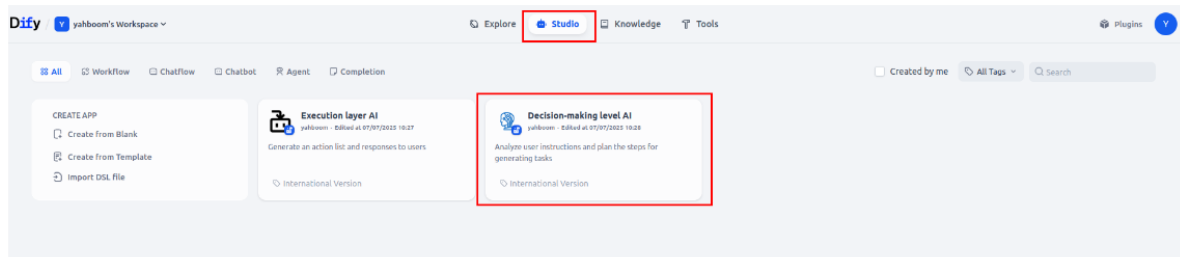 Dify / Y yahboom's Workspace
Explore
Studio
Knowledge
Tools
Plugins
Y
All
Workflow
Chatflow
Chatbot
Agent
Completion
Created by me
All Tags
Search
CREATE APP
Create from Blank
Create from Template
Import DSL file
Execution layer AI
yahboom · Edited at 07/07/2025 10:27
Generate an action list and responses to users
International Version
Decision-making level AI
yahboom · Edited at 07/07/2025 10:28
Analyze user instructions and plan the steps for
generating tasks
International Version